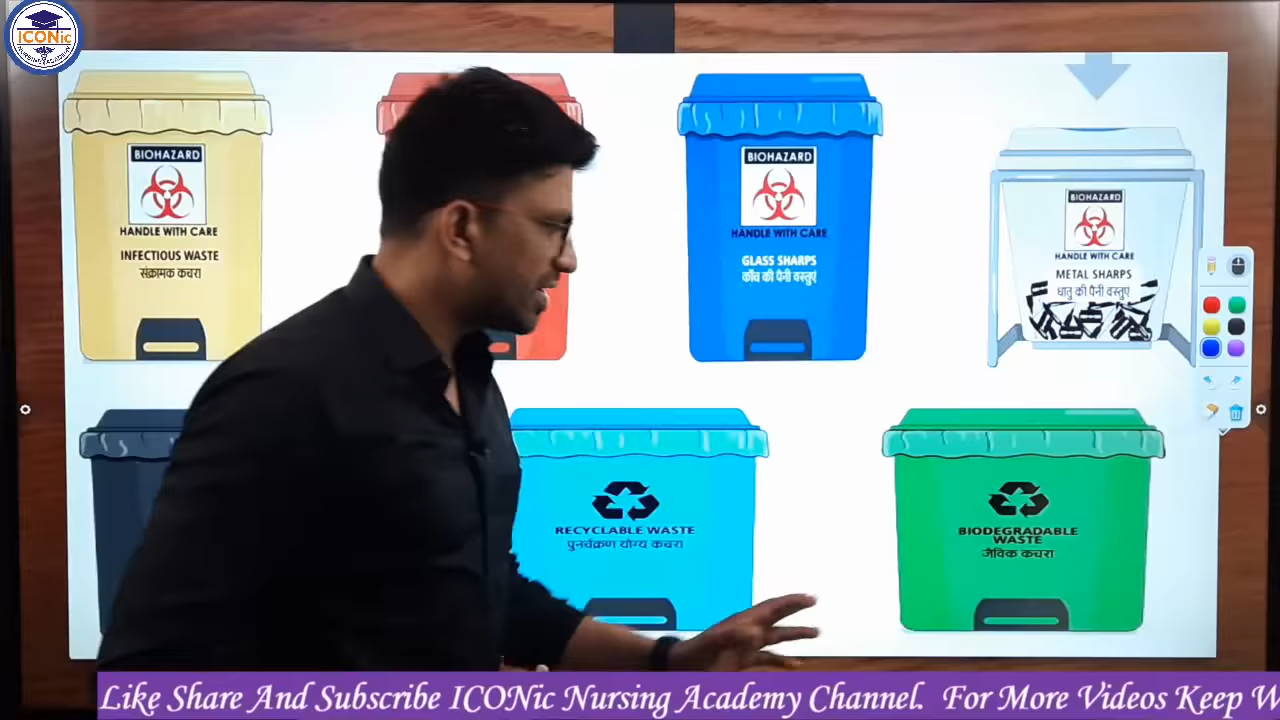 ICONic
NURSING ACADEMY
BIOHAZARD
HANDLE WITH CARE
INFECTIOUS WASTE
संक्रामक कचरा
BIOHAZARD
HANDLE WITH CARE
GLASS SHARPS
काँच की पैनी वस्तुएं
BIOHAZARD
HANDLE WITH CARE
METAL SHARPS
धातु की पैनी वस्तुएं
RECYCLABLE WASTE
पुनर्चक्रण योग्य कचरा
BIODEGRADABLE
WASTE
जैविक कचरा
Like Share And Subscribe ICONic Nursing Academy Channel. For More Videos Keep W